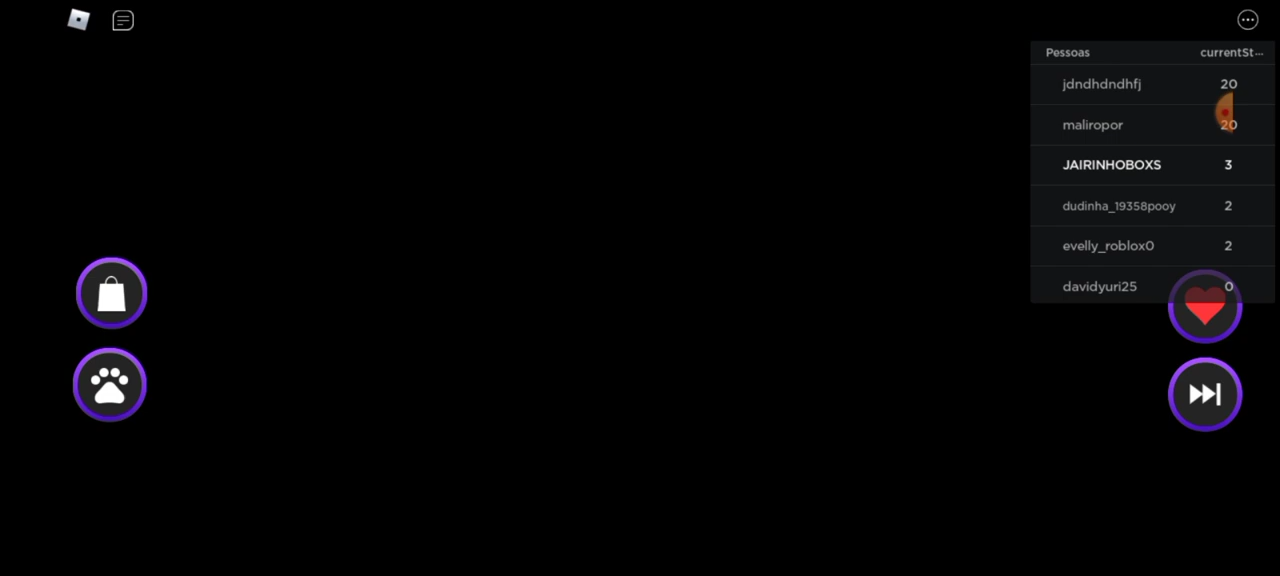 Pessoas currentSt...
jdndhdndhfj 20
maliropor 20
JAIRINHOBOXS 3
dudinha_19358pooy 2
evelly_roblox0 2
davidyuri25 0